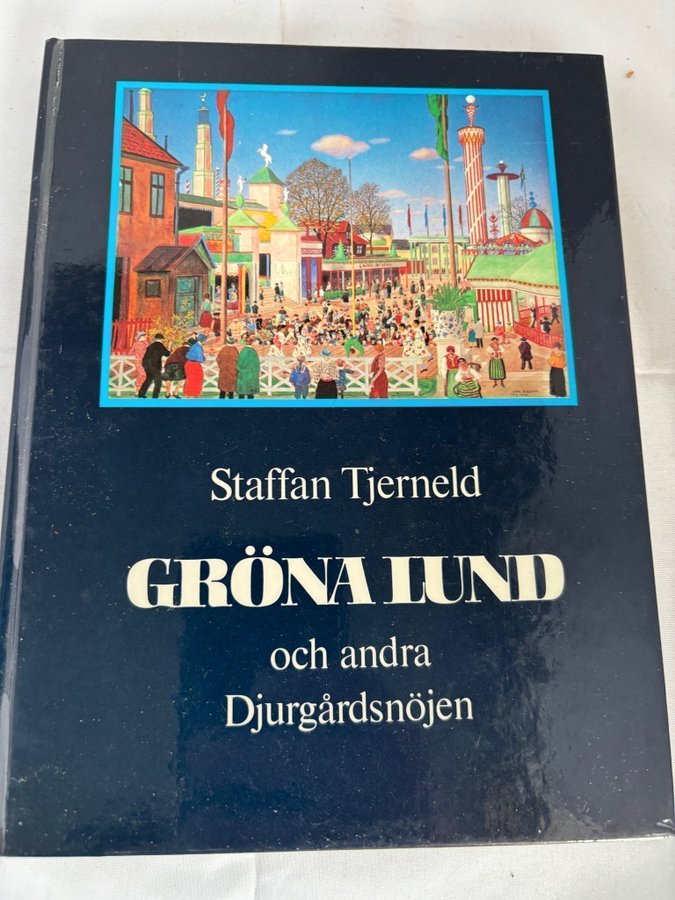 Staffan Tjerneld
GRÖNA LUND
och andra
Djurgårdsnöjen